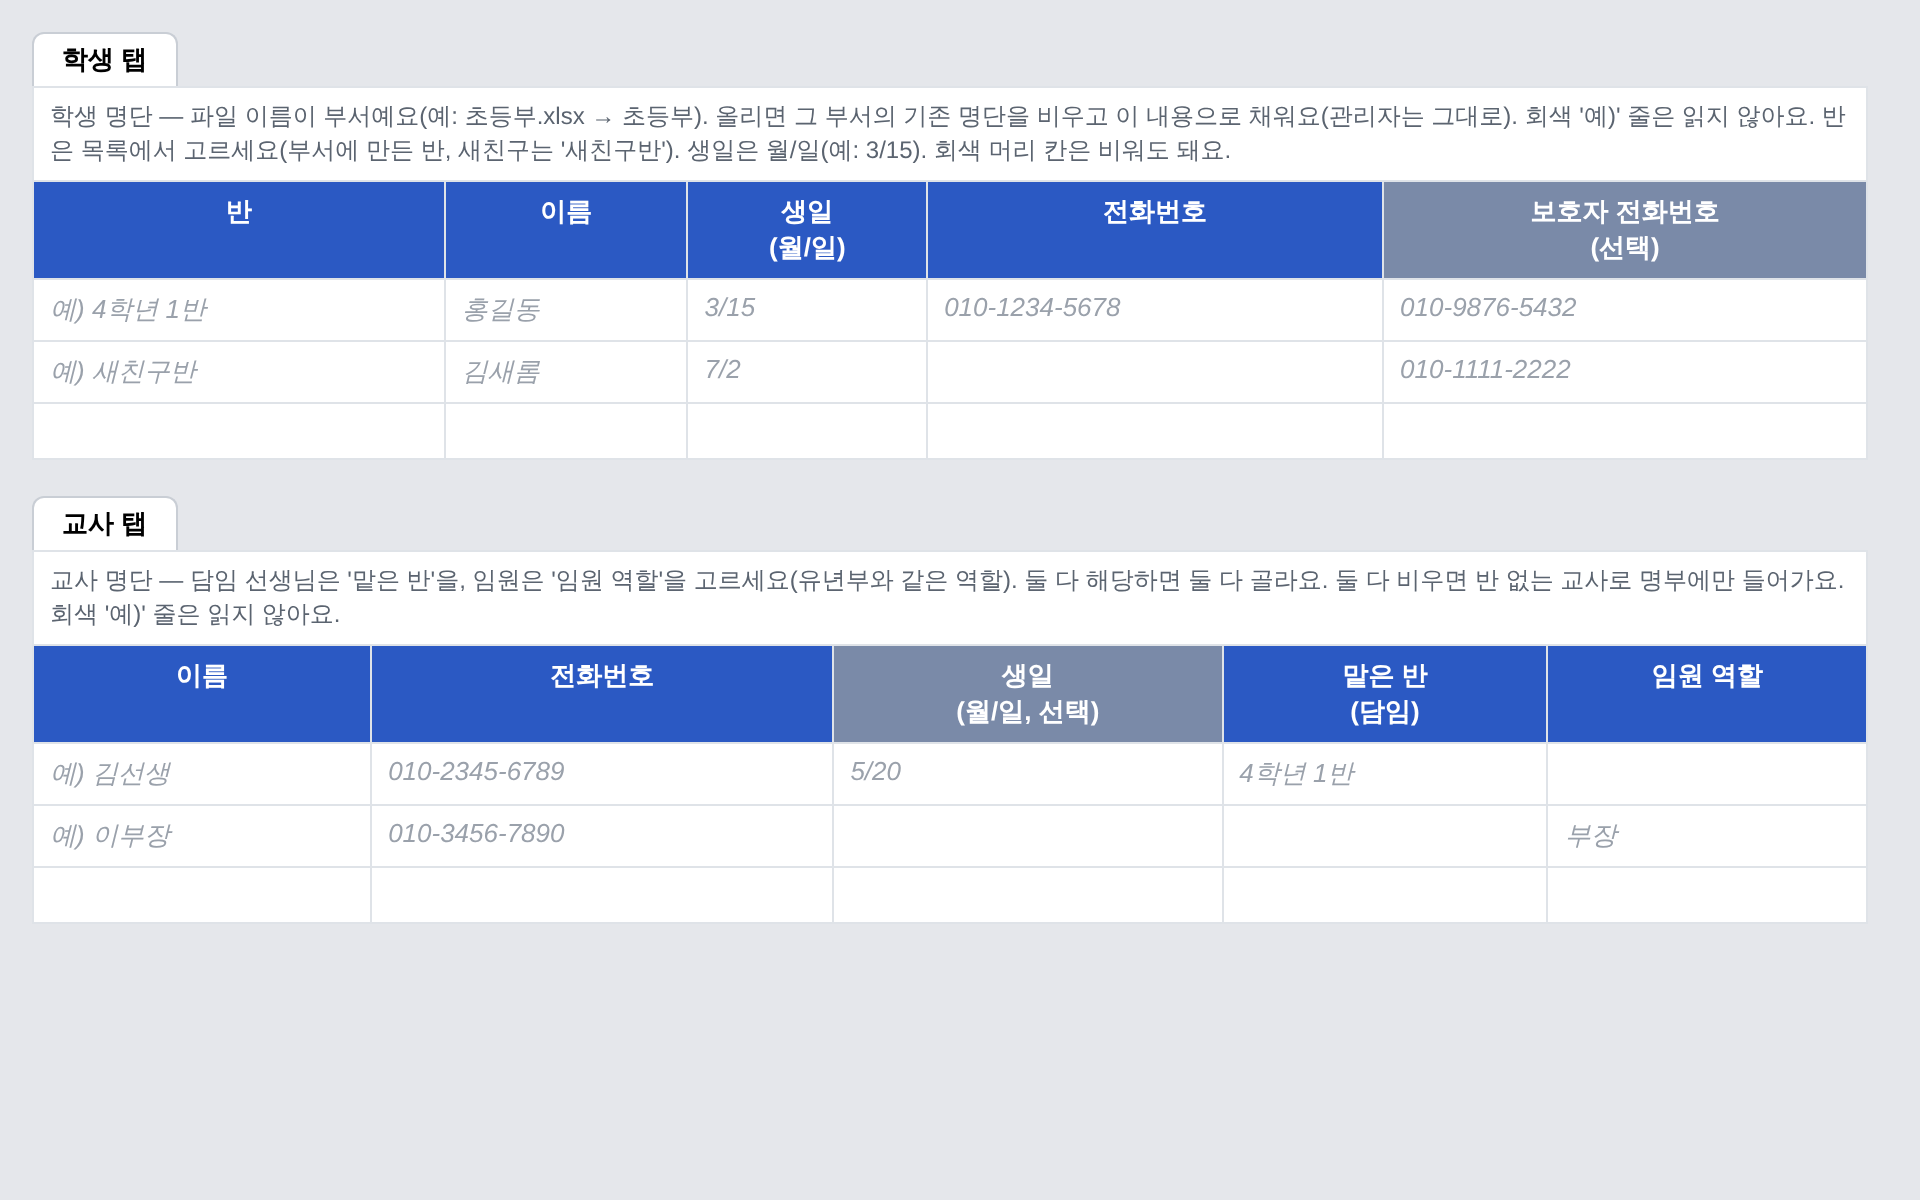 학생 탭
학생 명단 — 파일 이름이 부서예요(예: 초등부.xlsx → 초등부). 올리면 그 부서의 기존 명단을 비우고 이 내용으로 채워요(관리자는 그대로). 회색 '예)' 줄은 읽지 않아요. 반
은 목록에서 고르세요(부서에 만든 반, 새친구는 '새친구반'). 생일은 월/일(예: 3/15). 회색 머리 칸은 비워도 돼요.
반 이름 생일 전화번호 보호자 전화번호
(월/일) (선택)
예) 4학년 1반 홍길동 3/15 010-1234-5678 010-9876-5432
예) 새친구반 김새롬 7/2 010-1111-2222
교사 탭
교사 명단 — 담임 선생님은 '맡은 반'을, 임원은 '임원 역할'을 고르세요(유년부와 같은 역할). 둘 다 해당하면 둘 다 골라요. 둘 다 비우면 반 없는 교사로 명부에만 들어가요.
회색 '예)' 줄은 읽지 않아요.
이름 전화번호 생일 맡은 반 임원 역할
(월/일, 선택) (담임)
예) 김선생 010-2345-6789 5/20 4학년 1반
예) 이부장 010-3456-7890 부장